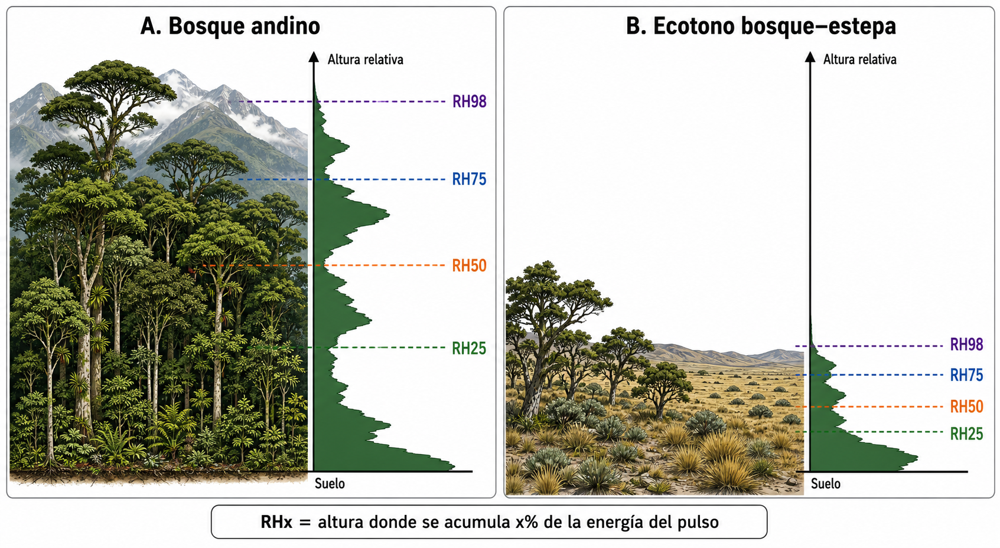 A. Bosque andino
Altura relativa
RH98
RH75
RH50
RH25
Suelo
B. Ecotono bosque–estepa
Altura relativa
RH98
RH75
RH50
RH25
Suelo
RHx = altura donde se acumula x% de la energía del pulso